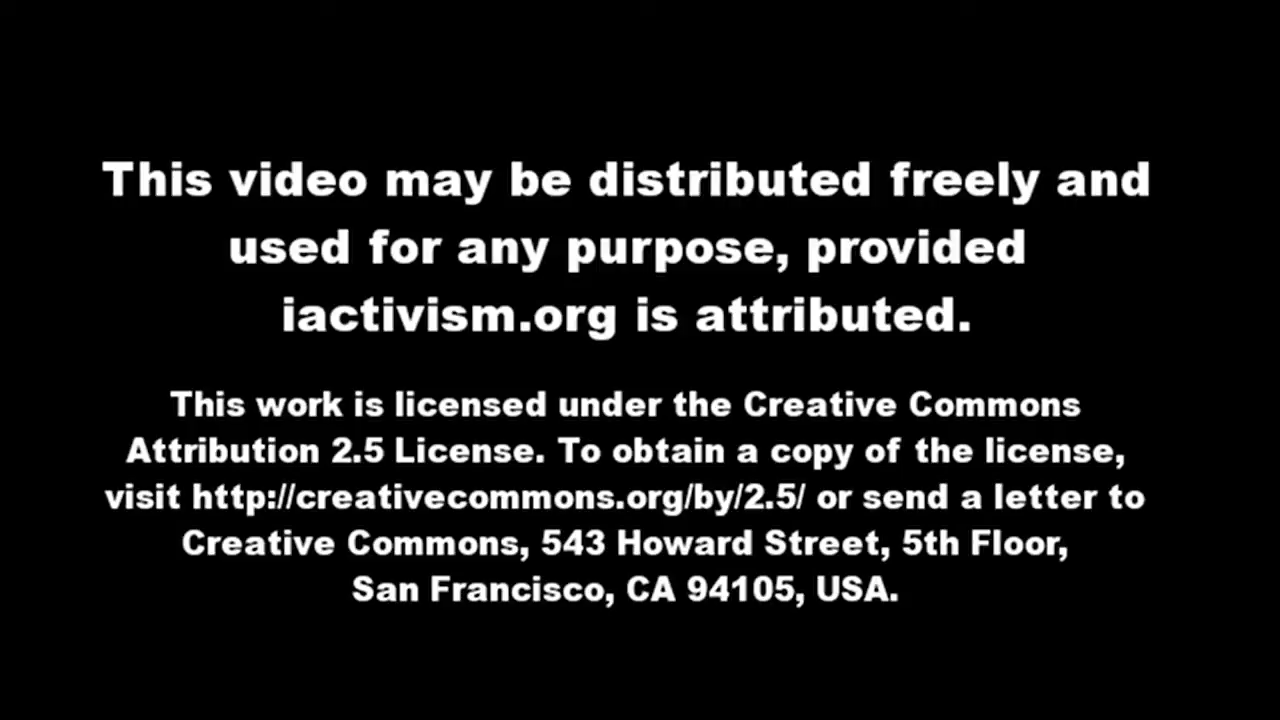 This video may be distributed freely and
used for any purpose, provided
iactivism.org is attributed.
This work is licensed under the Creative Commons
Attribution 2.5 License. To obtain a copy of the license,
visit http://creativecommons.org/by/2.5/ or send a letter to
Creative Commons, 543 Howard Street, 5th Floor,
San Francisco, CA 94105, USA.